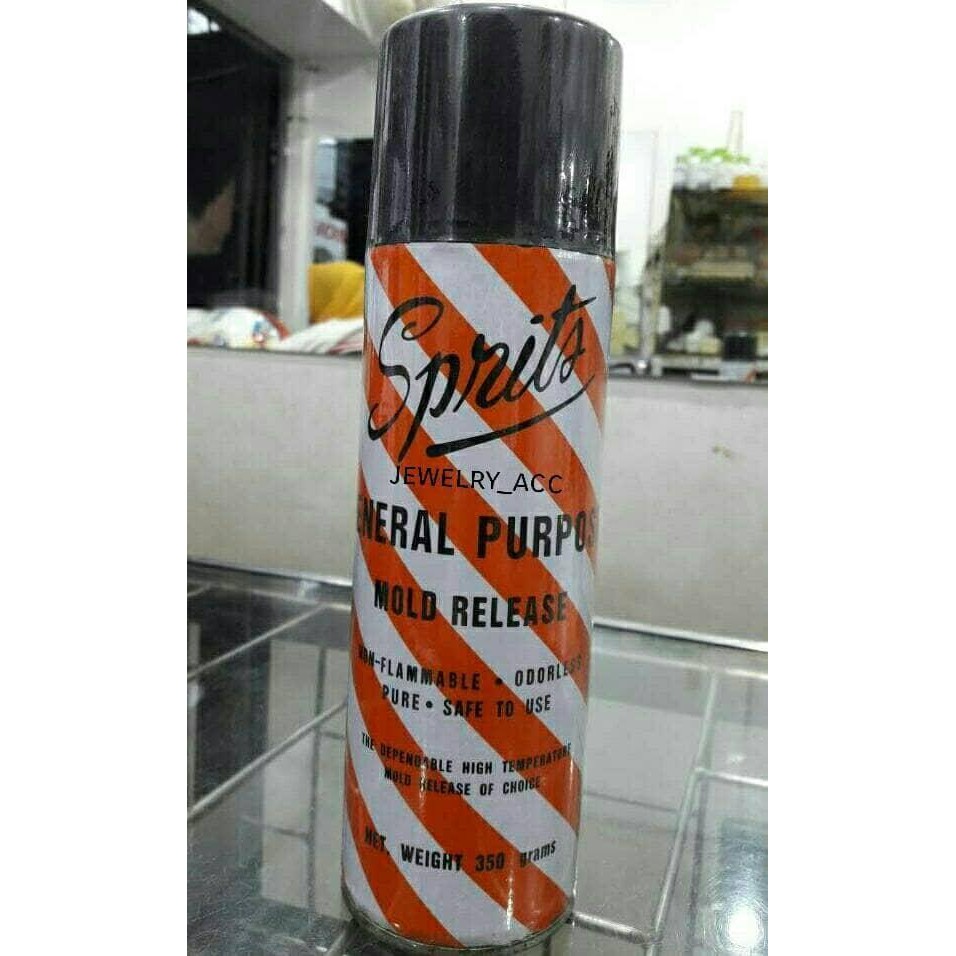 Sprits
JEWELRY_ACC
ENERAL PURPOS
MOLD RELEASE
NON-FLAMMABLE • ODORLESS
PURE • SAFE TO USE
THE DEPENDABLE HIGH TEMPERATURE
MOLD RELEASE OF CHOICE
NET. WEIGHT 350 grams